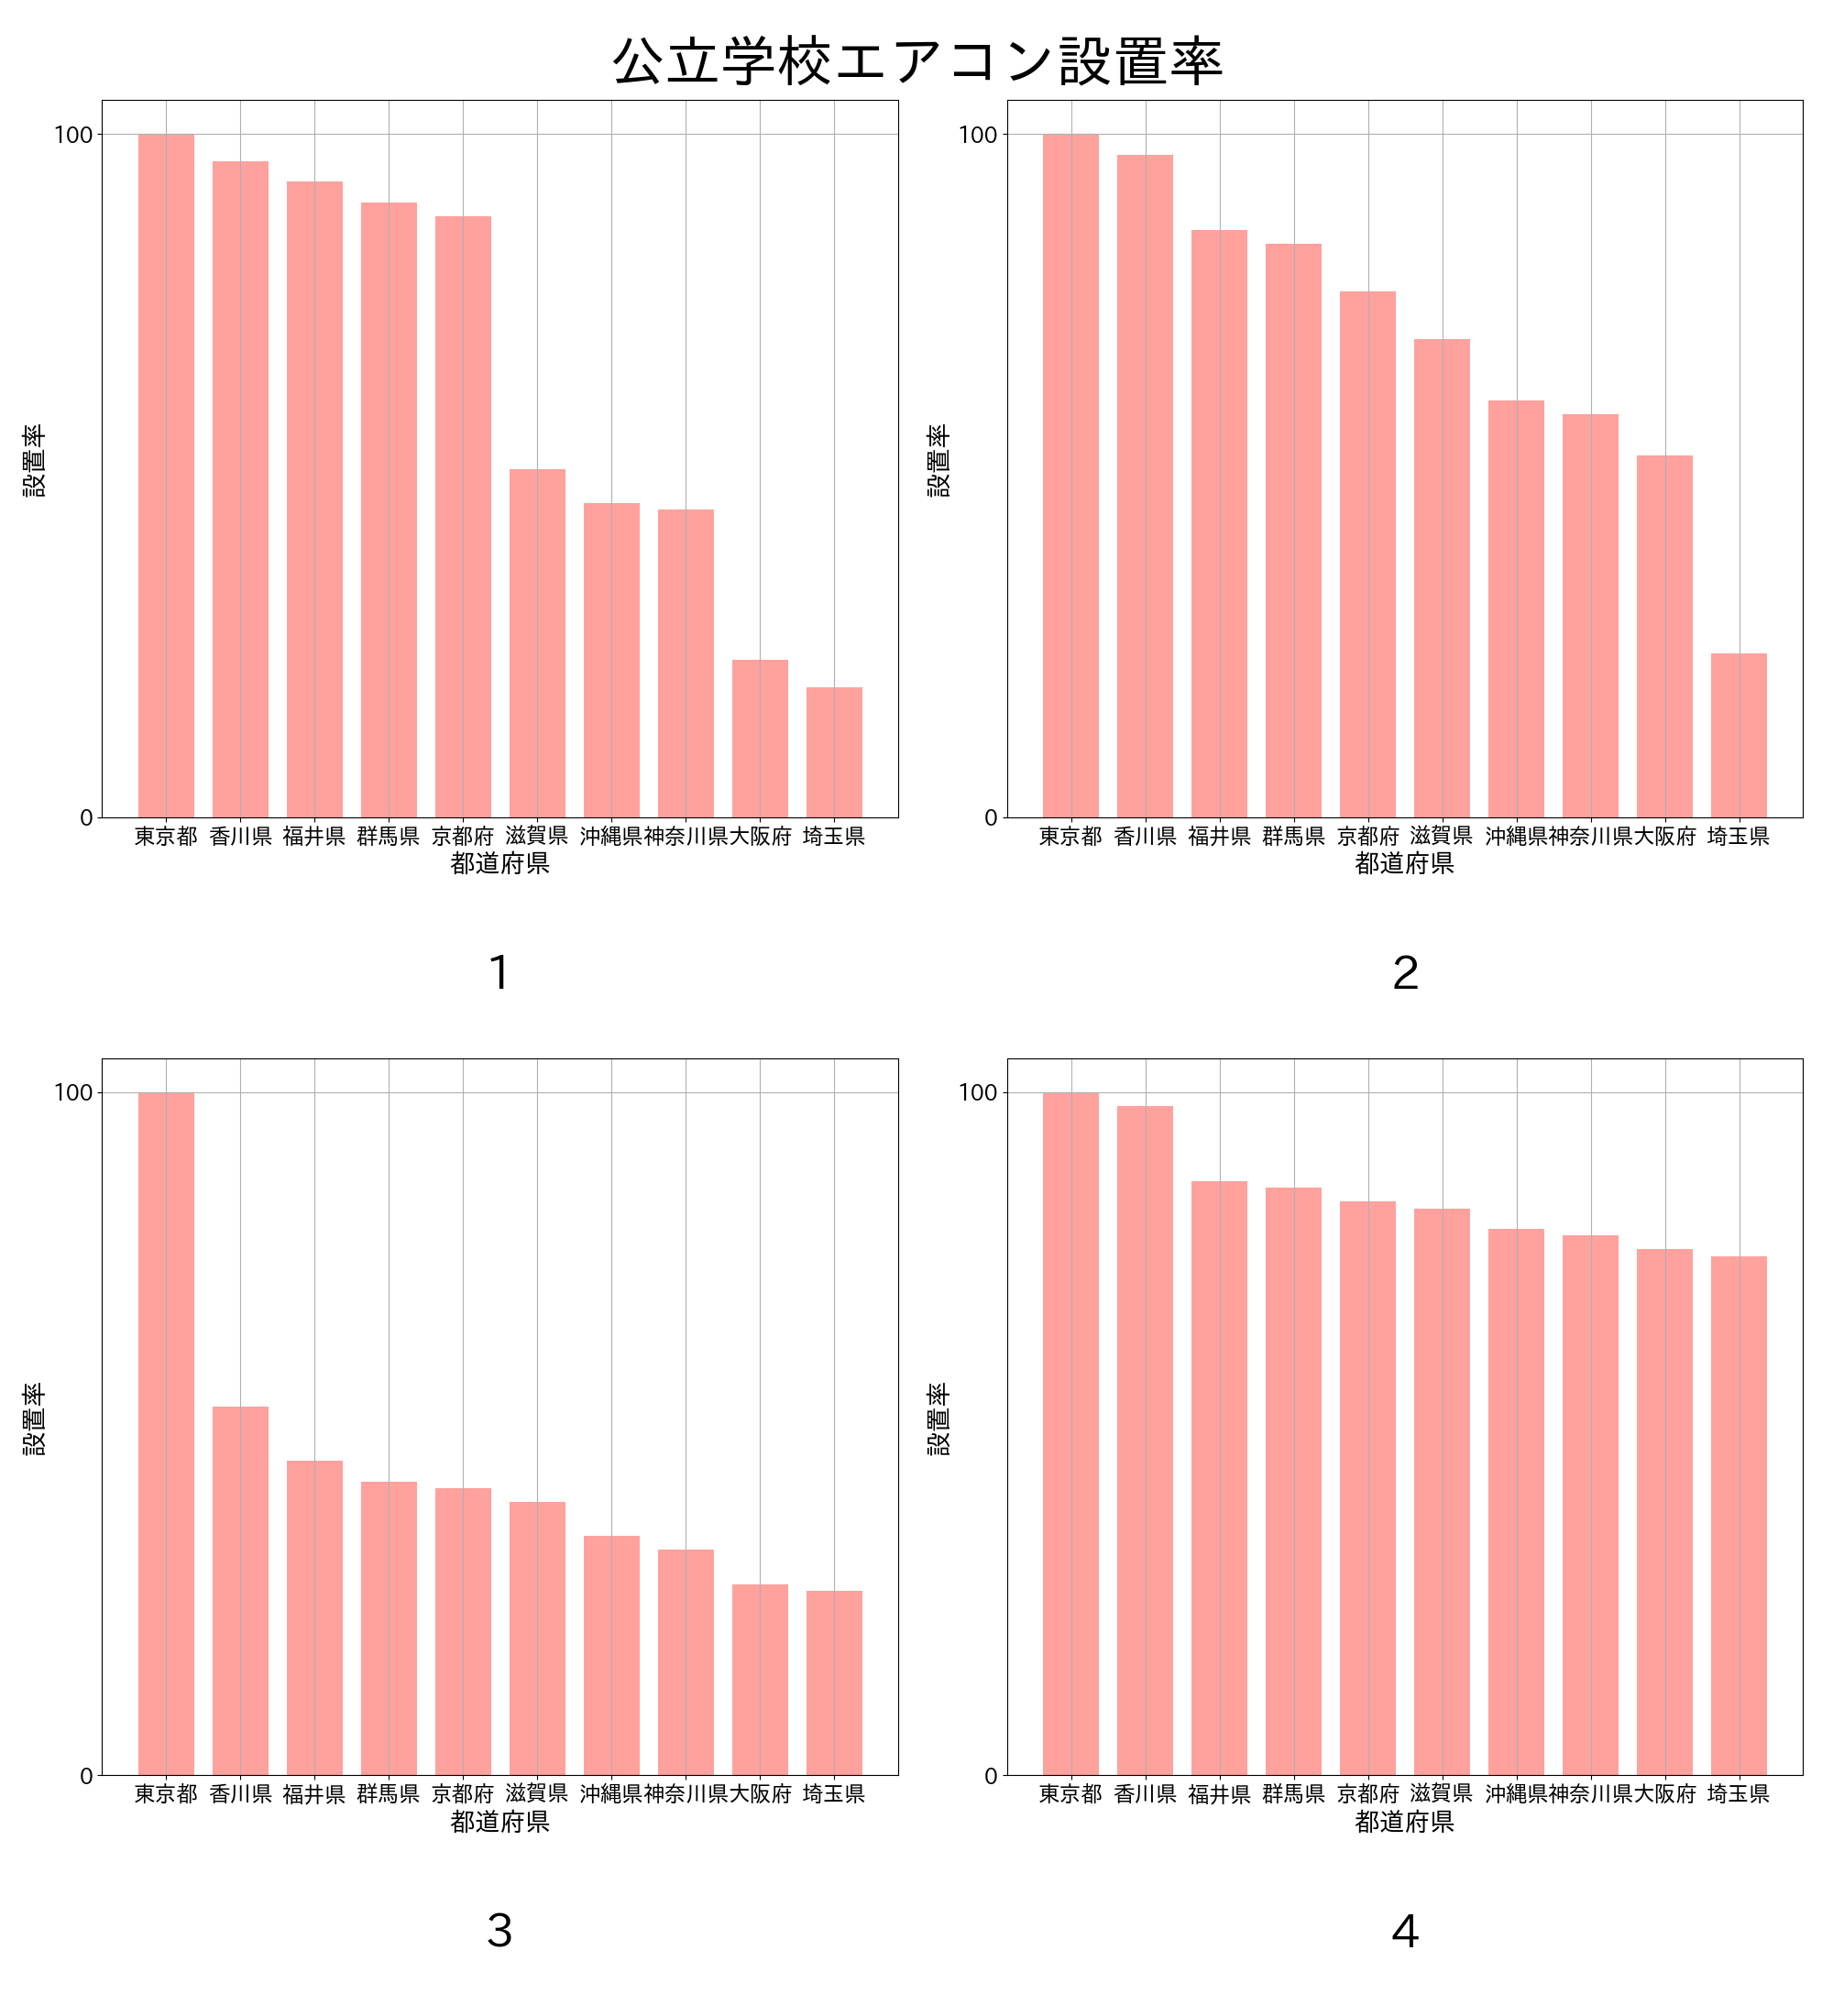 公立学校エアコン設置率
100
0
設置率
東京都 香川県 福井県 群馬県 京都府 滋賀県 沖縄県 神奈川県 大阪府 埼玉県
都道府県
1
100
0
設置率
東京都 香川県 福井県 群馬県 京都府 滋賀県 沖縄県 神奈川県 大阪府 埼玉県
都道府県
2
100
0
設置率
東京都 香川県 福井県 群馬県 京都府 滋賀県 沖縄県 神奈川県 大阪府 埼玉県
都道府県
3
100
0
設置率
東京都 香川県 福井県 群馬県 京都府 滋賀県 沖縄県 神奈川県 大阪府 埼玉県
都道府県
4